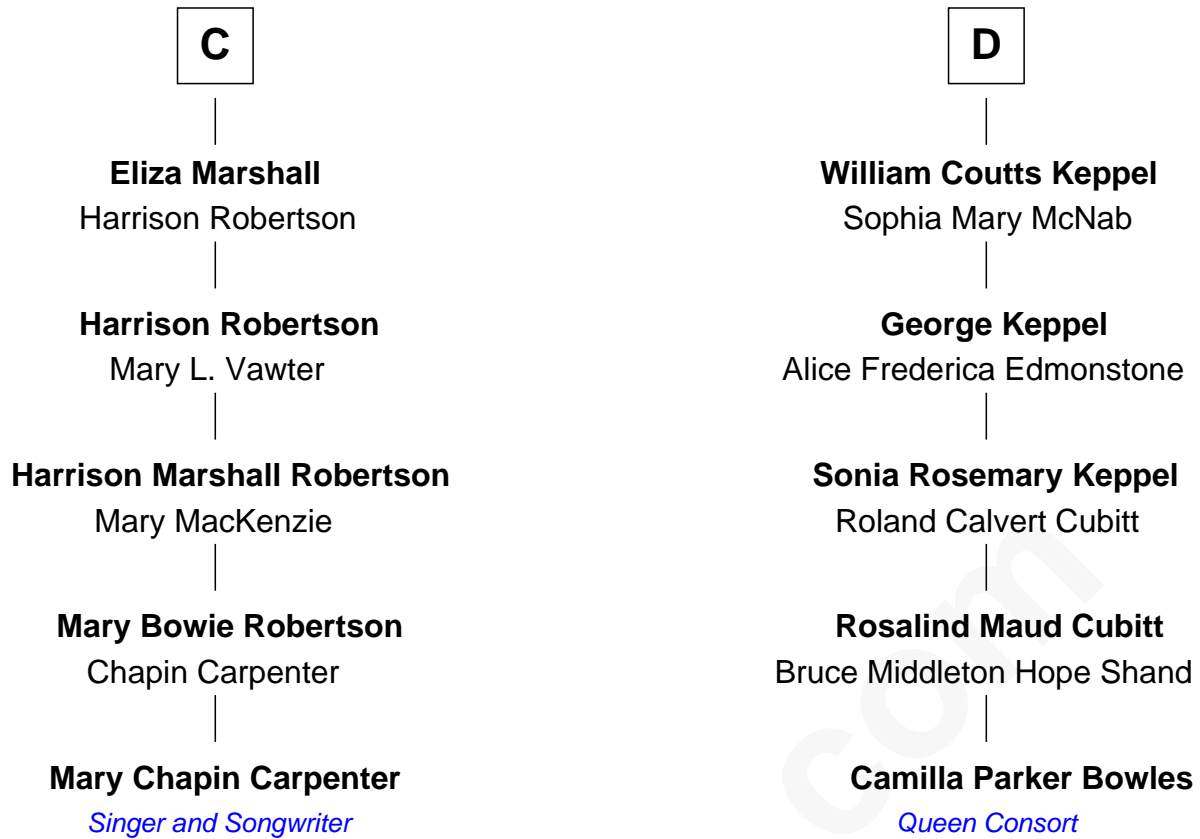 C
Eliza Marshall
Harrison Robertson
Harrison Robertson
Mary L. Vawter
Harrison Marshall Robertson
Mary MacKenzie
Mary Bowie Robertson
Chapin Carpenter
Mary Chapin Carpenter
Singer and Songwriter
D
William Coutts Keppel
Sophia Mary McNab
George Keppel
Alice Frederica Edmonstone
Sonia Rosemary Keppel
Roland Calvert Cubitt
Rosalind Maud Cubitt
Bruce Middleton Hope Shand
Camilla Parker Bowles
Queen Consort
com